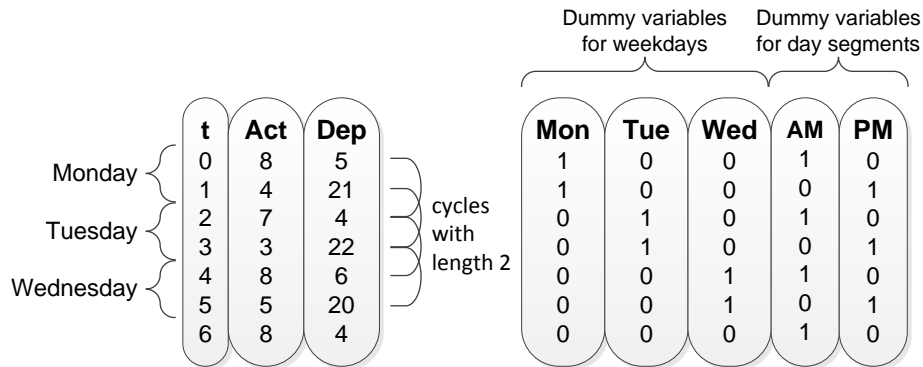 Dummy variables for weekdays
Dummy variables for day segments
t Act Dep Mon Tue Wed AM PM
Monday
0 8 5 1 0 0 1 0
1 4 21 1 0 0 0 1
Tuesday
2 7 4 0 1 0 1 0
3 3 22 0 1 0 0 1
Wednesday
4 8 6 0 0 1 1 0
5 5 20 0 0 1 0 1
6 8 4 0 0 0 1 0
cycles
with
length 2